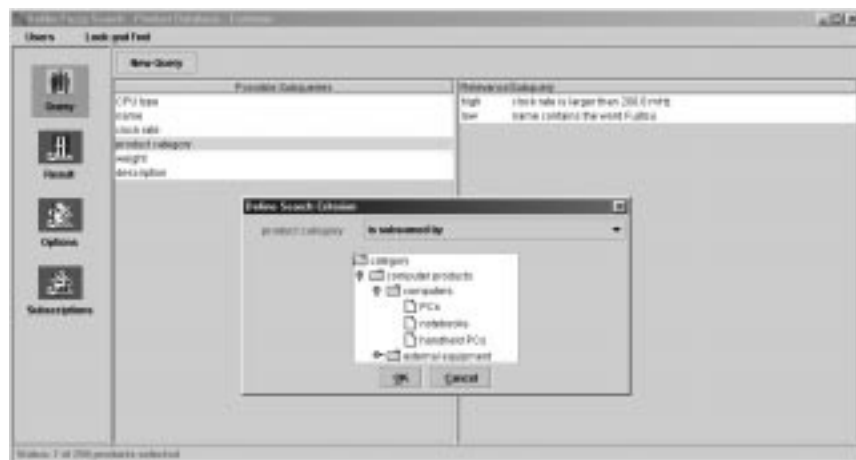 Users Look and Feel
New Query
Query
Result
Options
Subscriptions
Possible Subqueries
CPU type
name
clock rate
product category
weight
description
Relevance Subquery
high clock rate is larger than 200.0 MHz
low name contains the word Fujitsu
Define Search Criterion
product category is subsumed by
category
computer products
computers
PCs
notebooks
handheld PCs
external equipment
OK Cancel
products selected